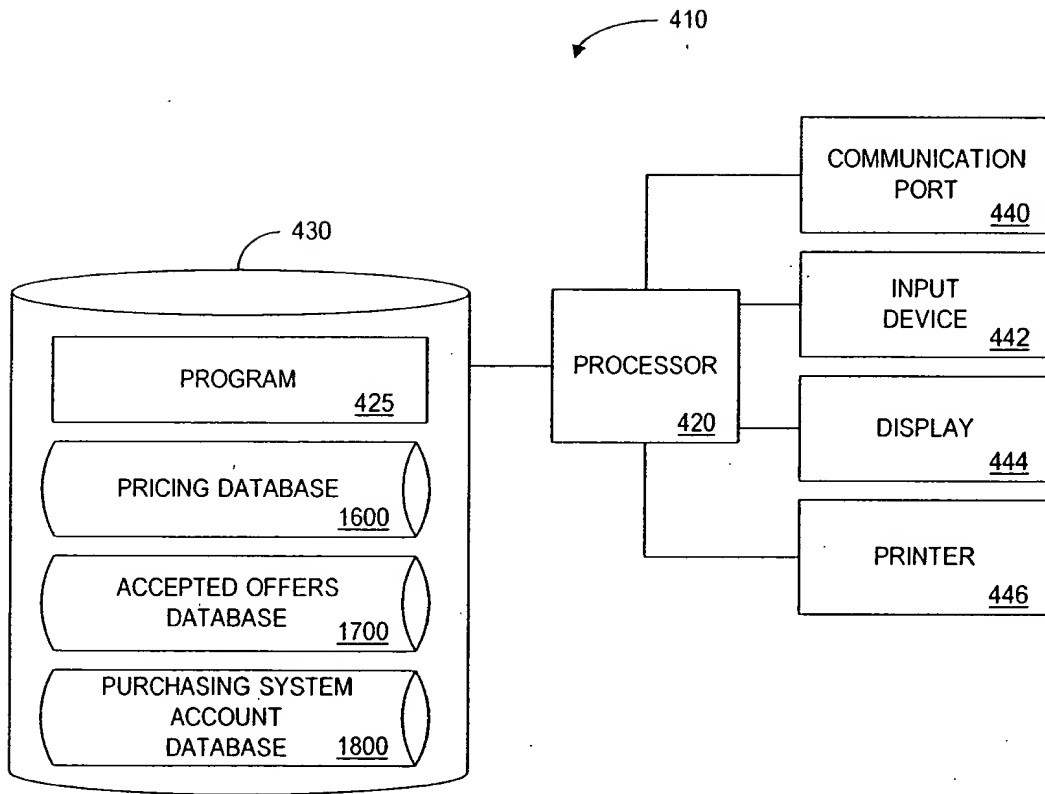 410
COMMUNICATION
PORT
440
430
INPUT
DEVICE
442
PROCESSOR
420
PROGRAM
425
DISPLAY
444
PRICING DATABASE
1600
PRINTER
446
ACCEPTED OFFERS
DATABASE
1700
PURCHASING SYSTEM
ACCOUNT
DATABASE
1800